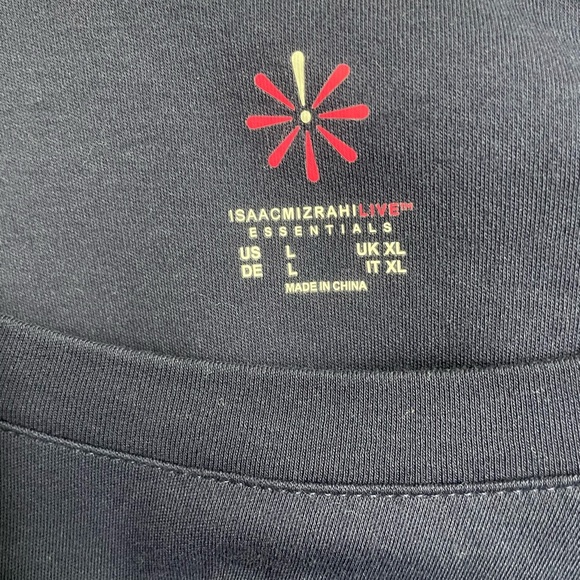 ISAACMIZRAHILIVE™
ESSENTIALS
US L UK XL
DE L IT XL
MADE IN CHINA